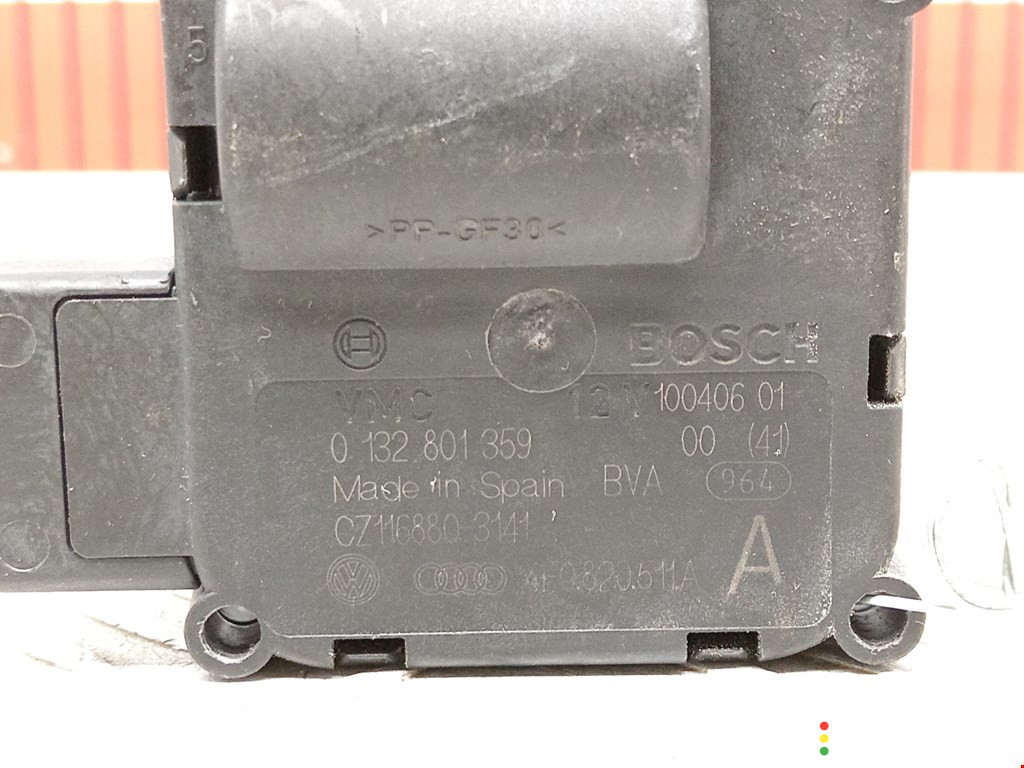 5
>PP-GF30<
BOSCH
VMC 12 V 100406 01
0 132 801 359 00 (41)
Made in Spain BVA 964
CZ116880-3141
A
4F0.820.511A